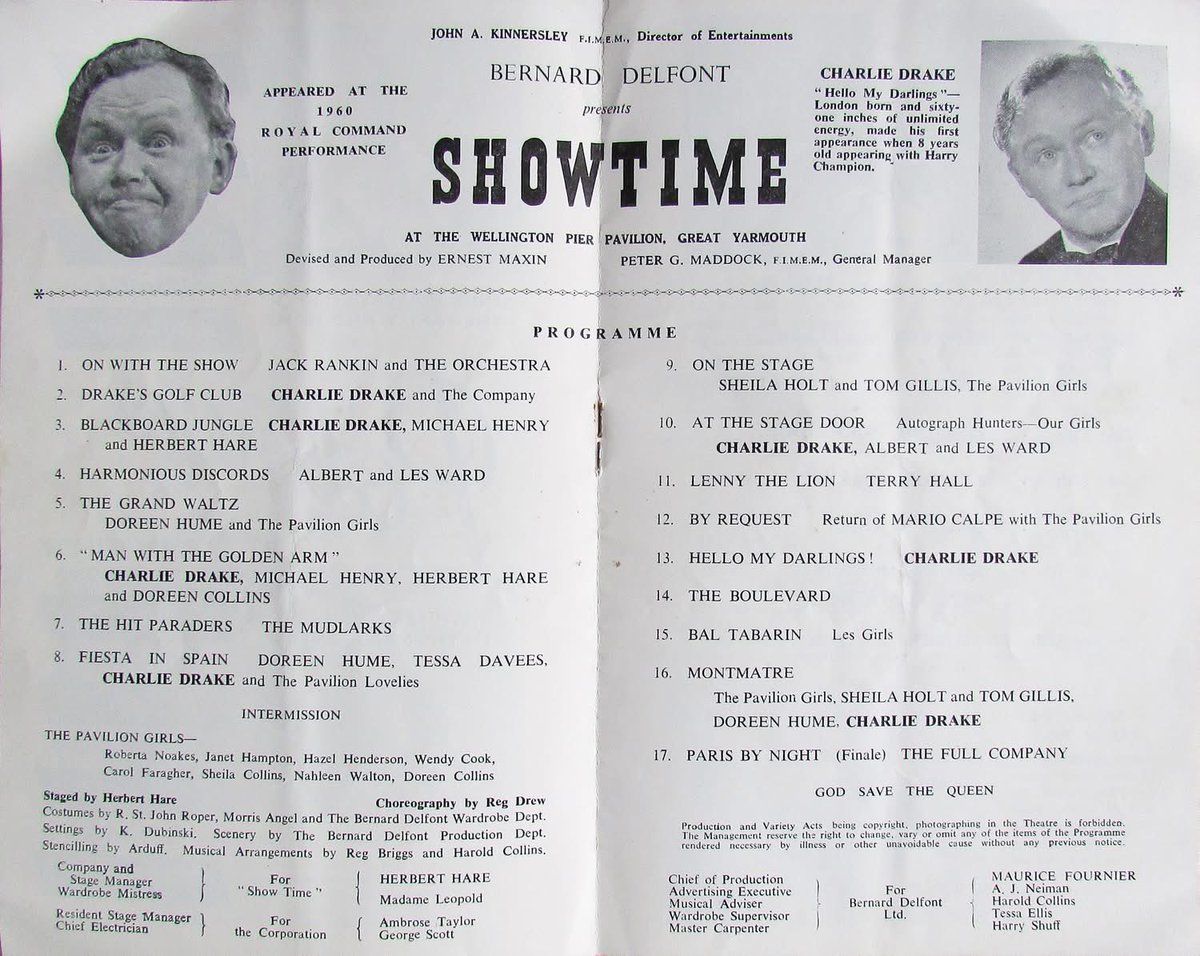 JOHN A. KINNERSLEY F.I.M.E.M., Director of Entertainments
BERNARD DELFONT
presents
SHOWTIME
AT THE WELLINGTON PIER PAVILION, GREAT YARMOUTH
Devised and Produced by ERNEST MAXIN
PETER G. MADDOCK, F.I.M.E.M., General Manager
APPEARED AT THE
1960
ROYAL COMMAND
PERFORMANCE
CHARLIE DRAKE
"Hello My Darlings"—
London born and sixty-
one inches of unlimited
energy, made his first
appearance when 8 years
old appearing with Harry
Champion.
PROGRAMME
1. ON WITH THE SHOW JACK RANKIN and THE ORCHESTRA
2. DRAKE'S GOLF CLUB CHARLIE DRAKE and The Company
3. BLACKBOARD JUNGLE CHARLIE DRAKE, MICHAEL HENRY
and HERBERT HARE
4. HARMONIOUS DISCORDS ALBERT and LES WARD
5. THE GRAND WALTZ
DOREEN HUME and The Pavilion Girls
6. "MAN WITH THE GOLDEN ARM"
CHARLIE DRAKE, MICHAEL HENRY, HERBERT HARE
and DOREEN COLLINS
7. THE HIT PARADERS THE MUDLARKS
8. FIESTA IN SPAIN DOREEN HUME, TESSA DAVEES,
CHARLIE DRAKE and The Pavilion Lovelies
INTERMISSION
THE PAVILION GIRLS—
Roberta Noakes, Janet Hampton, Hazel Henderson, Wendy Cook,
Carol Faragher, Sheila Collins, Nahleen Walton, Doreen Collins
Staged by Herbert Hare Choreography by Reg Drew
Costumes by R. St. John Roper, Morris Angel and The Bernard Delfont Wardrobe Dept.
Settings by K. Dubinski. Scenery by The Bernard Delfont Production Dept.
Stencilling by Arduff. Musical Arrangements by Reg Briggs and Harold Collins.
Company and
Stage Manager
Wardrobe Mistress
For
"Show Time"
HERBERT HARE
Madame Leopold
Resident Stage Manager
Chief Electrician
For
the Corporation
Ambrose Taylor
George Scott
9. ON THE STAGE
SHEILA HOLT and TOM GILLIS, The Pavilion Girls
10. AT THE STAGE DOOR Autograph Hunters—Our Girls
CHARLIE DRAKE, ALBERT and LES WARD
11. LENNY THE LION TERRY HALL
12. BY REQUEST Return of MARIO CALPE with The Pavilion Girls
13. HELLO MY DARLINGS! CHARLIE DRAKE
14. THE BOULEVARD
15. BAL TABARIN Les Girls
16. MONTMATRE
The Pavilion Girls, SHEILA HOLT and TOM GILLIS,
DOREEN HUME, CHARLIE DRAKE
17. PARIS BY NIGHT (Finale) THE FULL COMPANY
GOD SAVE THE QUEEN
Production and Variety Acts being copyright, photographing in the Theatre is forbidden.
The Management reserve the right to change, vary or omit any of the items of the Programme
rendered necessary by illness or other unavoidable cause without any previous notice.
Chief of Production
Advertising Executive
Musical Adviser
Wardrobe Supervisor
Master Carpenter
For
Bernard Delfont
Ltd.
MAURICE FOURNIER
A. J. Neiman
Harold Collins
Tessa Ellis
Harry Shuff